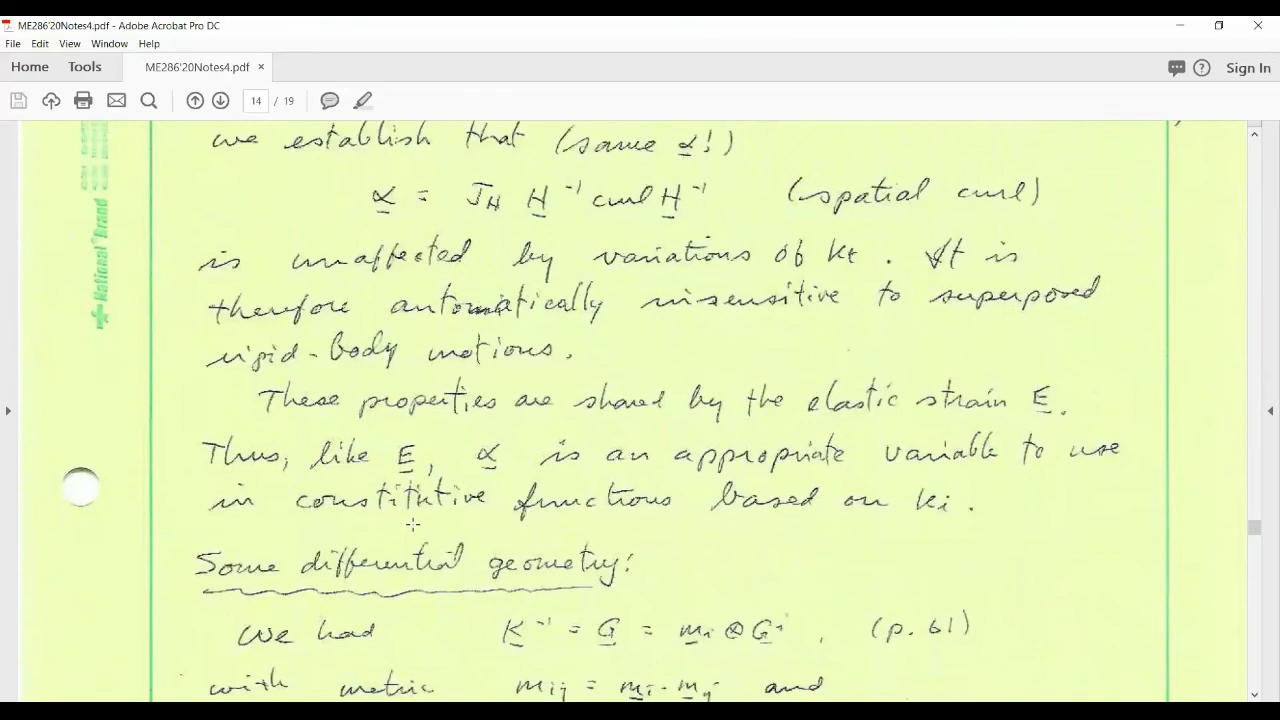 ME286'20Notes4.pdf - Adobe Acrobat Pro DC
File Edit View Window Help
Home Tools ME286'20Notes4.pdf × Sign In
14 / 19
National Brand
we establish that (same α!)
α = J_H H⁻¹ curl H⁻¹ (spatial curl)
is unaffected by variations of κt. It is
therefore automatically insensitive to superposed
rigid-body motions.
These properties are shared by the elastic strain E.
Thus, like E, α is an appropriate variable to use
in constitutive functions based on κi.
Some differential geometry:
We had K⁻¹ = G = mi ⊗ Gⁱ, (p. 61)
with metric mij = mi · mj and